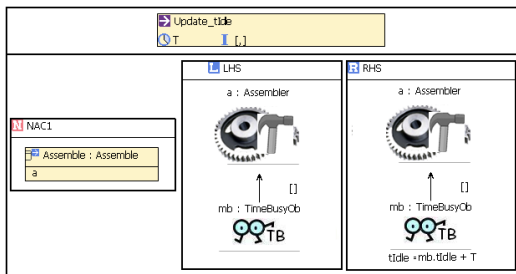 Update_tIdle
T I [,]
L LHS
R RHS
a : Assembler
a : Assembler
N NAC1
Assemble : Assemble
a
[]
[]
mb : TimeBusyOb
mb : TimeBusyOb
TB
TB
tIdle =mb.tIdle + T